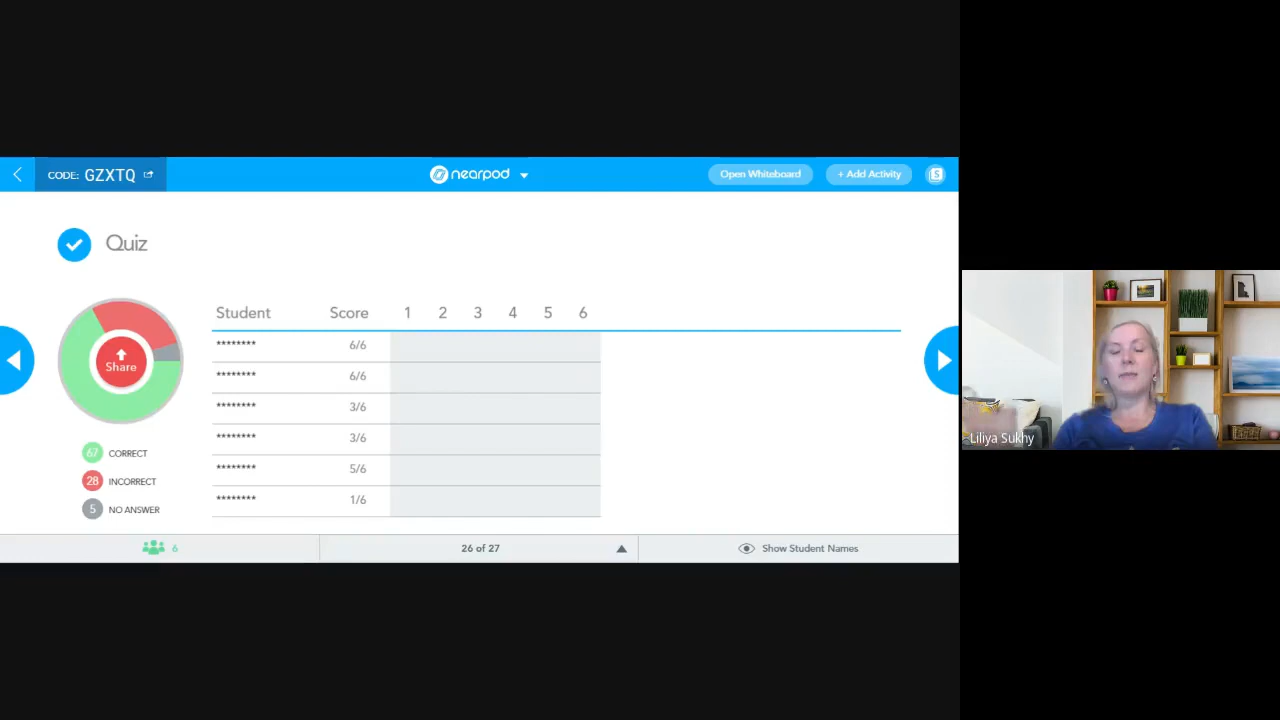 CODE: GZXTQ
nearpod
Open Whiteboard
+ Add Activity
S
Quiz
Share
67 CORRECT
28 INCORRECT
5 NO ANSWER
Student Score 1 2 3 4 5 6
******** 6/6
******** 6/6
******** 3/6
******** 3/6
******** 5/6
******** 1/6
6
26 of 27
Show Student Names
Liliya Sukhy